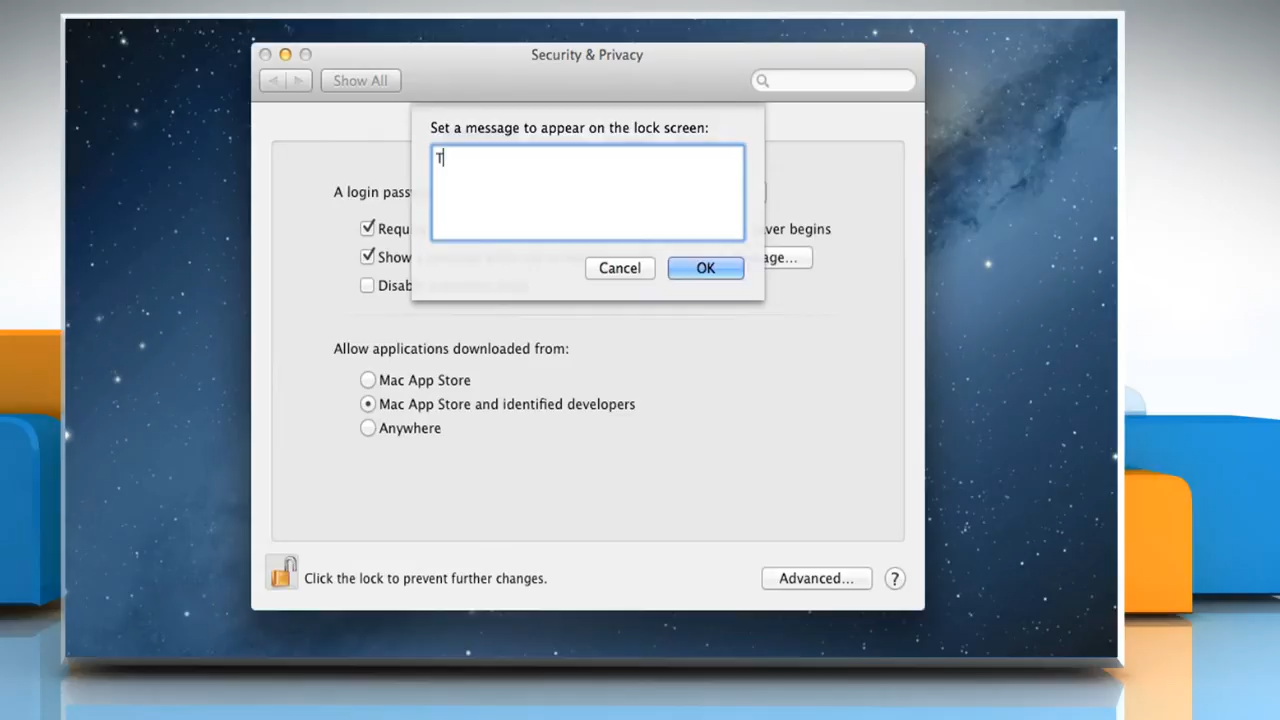 Security & Privacy
Show All
Set a message to appear on the lock screen:
T
A login pass
Requ
ver begins
Show
age...
Disab
Cancel
OK
Allow applications downloaded from:
Mac App Store
Mac App Store and identified developers
Anywhere
Click the lock to prevent further changes.
Advanced...
?